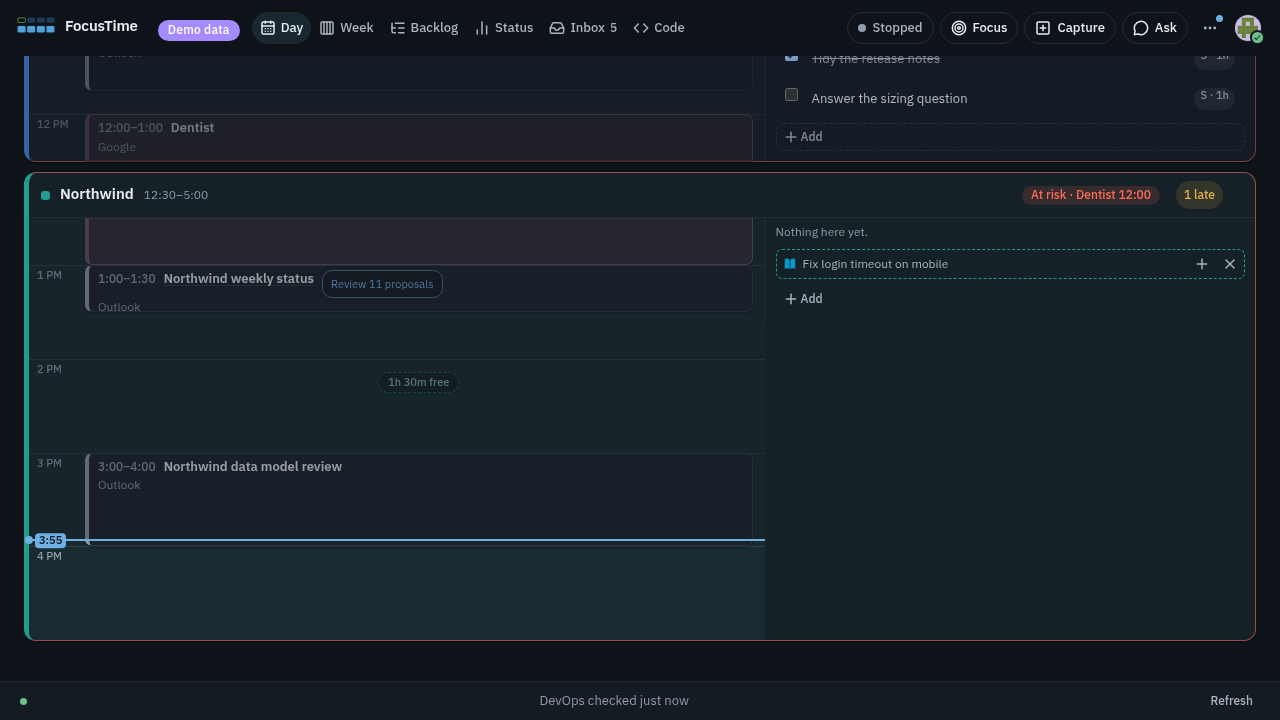 FocusTime
Demo data
Day
Week
Backlog
Status
Inbox 5
Code
Stopped
Focus
Capture
Ask
Tidy the release notes
S · 1h
Answer the sizing question
S · 1h
12 PM
12:00–1:00 Dentist
Google
Add
Northwind 12:30–5:00
At risk · Dentist 12:00
1 late
Nothing here yet.
1 PM
1:00–1:30 Northwind weekly status
Review 11 proposals
Outlook
Fix login timeout on mobile
Add
2 PM
1h 30m free
3 PM
3:00–4:00 Northwind data model review
Outlook
3:55
4 PM
DevOps checked just now
Refresh